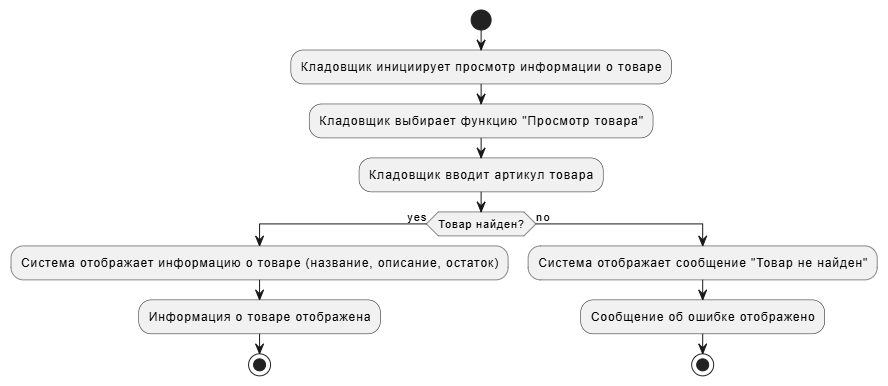 Кладовщик инициирует просмотр информации о товаре
Кладовщик выбирает функцию "Просмотр товара"
Кладовщик вводит артикул товара
yes
Товар найден?
no
Система отображает информацию о товаре (название, описание, остаток)
Система отображает сообщение "Товар не найден"
Информация о товаре отображена
Сообщение об ошибке отображено